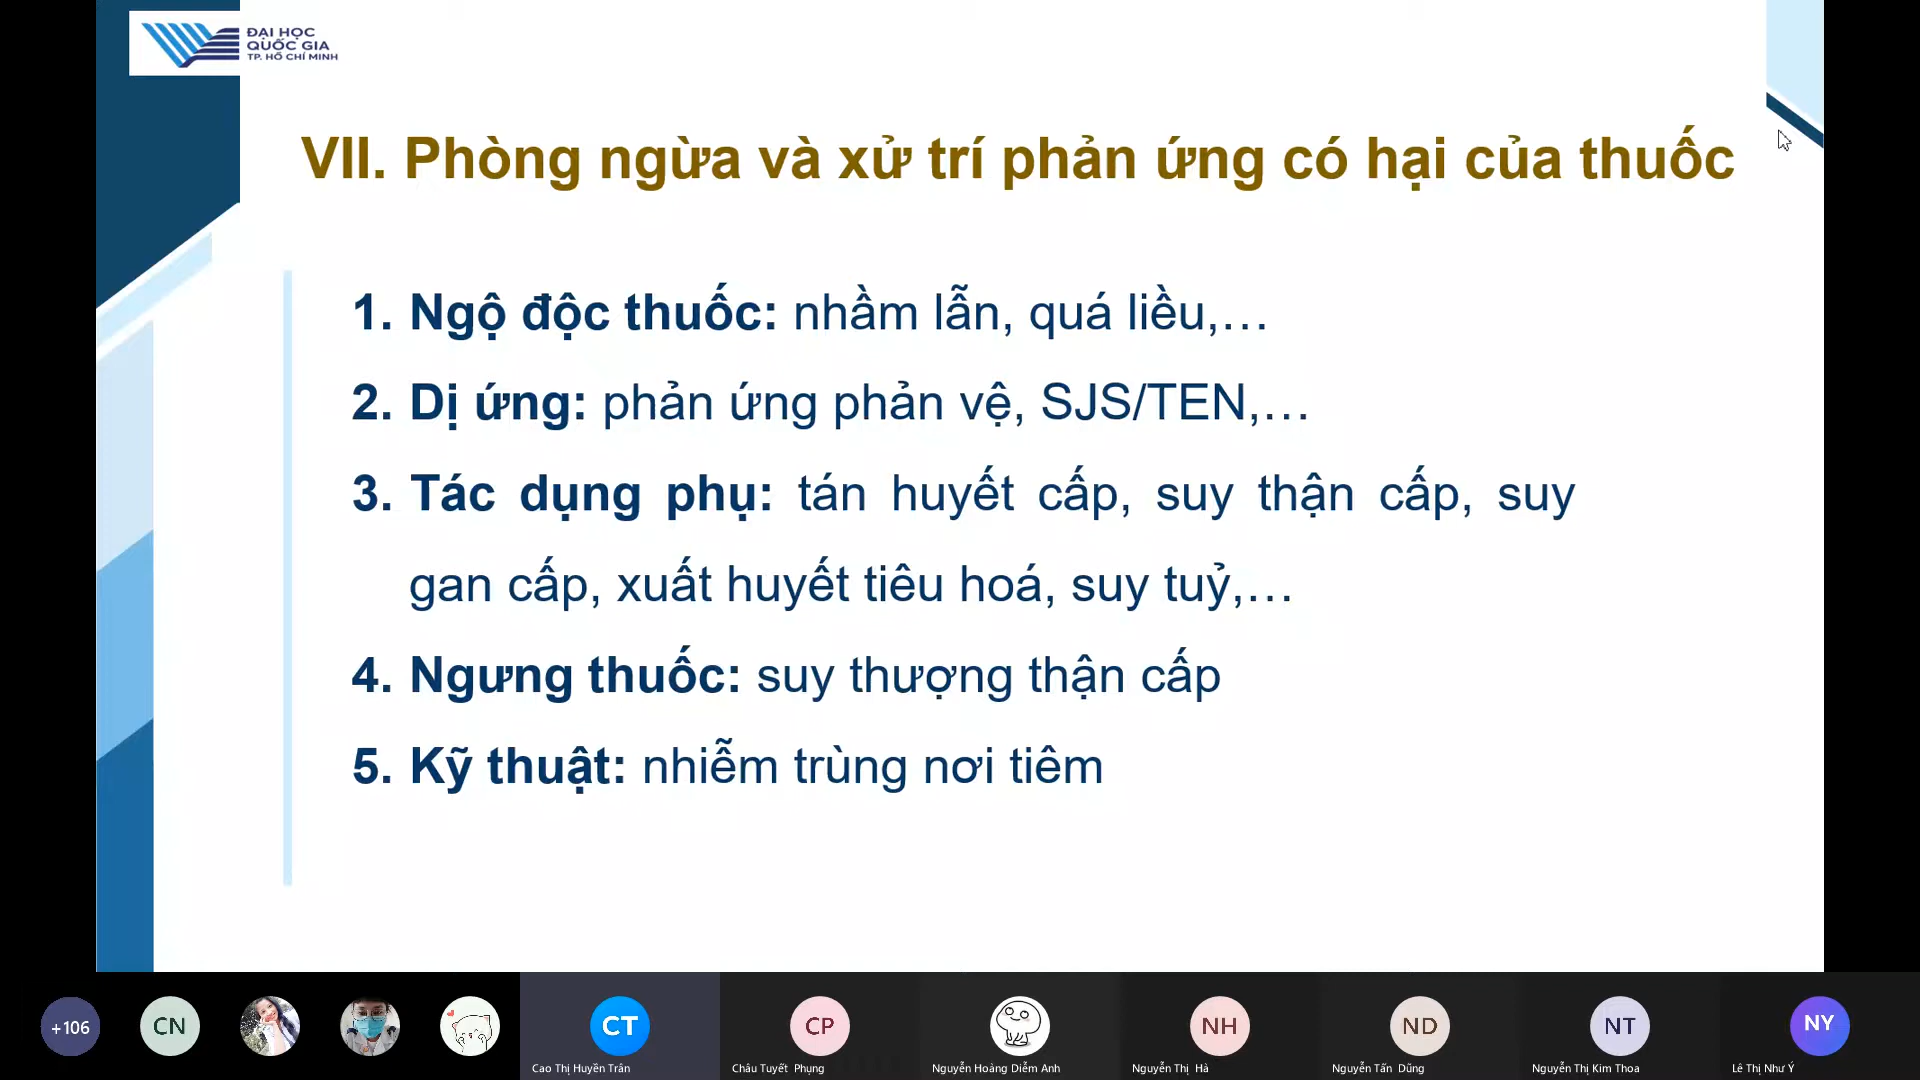 ĐẠI HỌC
QUỐC GIA
TP. HỒ CHÍ MINH
VII. Phòng ngừa và xử trí phản ứng có hại của thuốc
1. Ngộ độc thuốc: nhầm lẫn, quá liều,…
2. Dị ứng: phản ứng phản vệ, SJS/TEN,…
3. Tác dụng phụ: tán huyết cấp, suy thận cấp, suy
gan cấp, xuất huyết tiêu hoá, suy tuỷ,…
4. Ngưng thuốc: suy thượng thận cấp
5. Kỹ thuật: nhiễm trùng nơi tiêm
+106
CN
CT
CP
NH
ND
NT
NY
Cao Thị Huyền Trân
Châu Tuyết Phụng
Nguyễn Hoàng Diễm Anh
Nguyễn Thị Hà
Nguyễn Tấn Dũng
Nguyễn Thị Kim Thoa
Lê Thị Như Ý